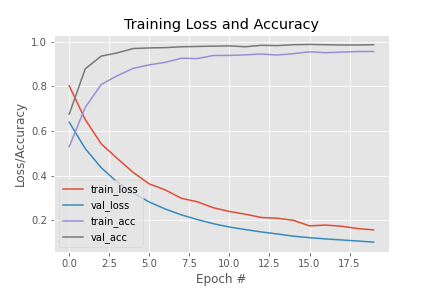 Training Loss and Accuracy
1.0
0.8
0.6
0.4
0.2
Loss/Accuracy
train_loss
val_loss
train_acc
val_acc
0.0 2.5 5.0 7.5 10.0 12.5 15.0 17.5
Epoch #